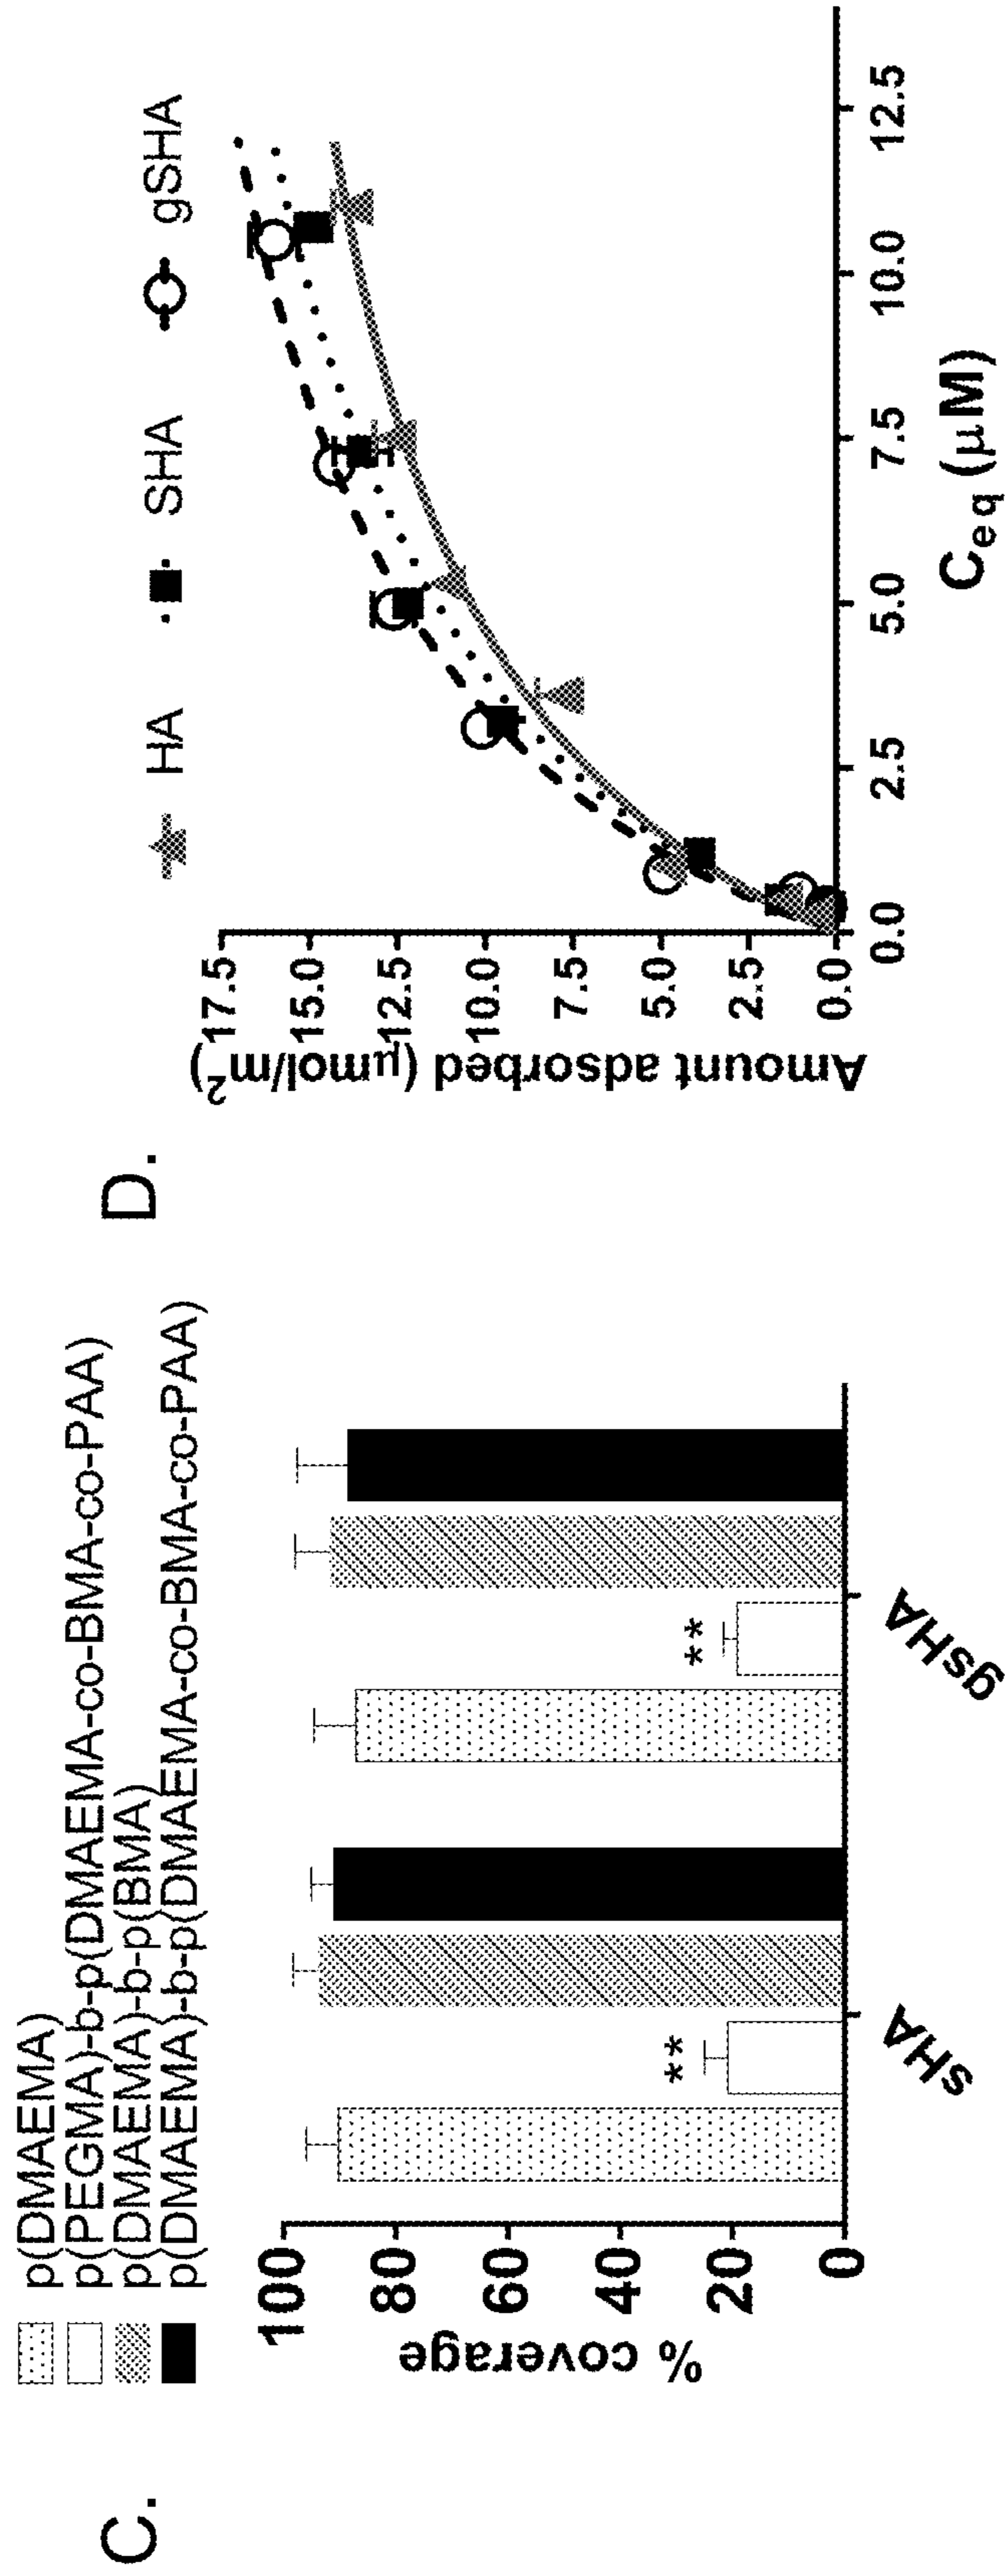 C.
p(DMAEMA)
p(PEGMA)-b-p(DMAEMA-co-BMA-co-PAA)
p(DMAEMA)-b-p(BMA)
p(DMAEMA)-b-p(DMAEMA-co-BMA-co-PAA)
% coverage
100
80
60
40
20
0
**
**
sHA
gsHA
D.
HA
SHA
gSHA
Amount adsorbed (μmol/m²)
17.5
15.0
12.5
10.0
7.5
5.0
2.5
0.0
0.0
2.5
5.0
7.5
10.0
12.5
Ceq (μM)